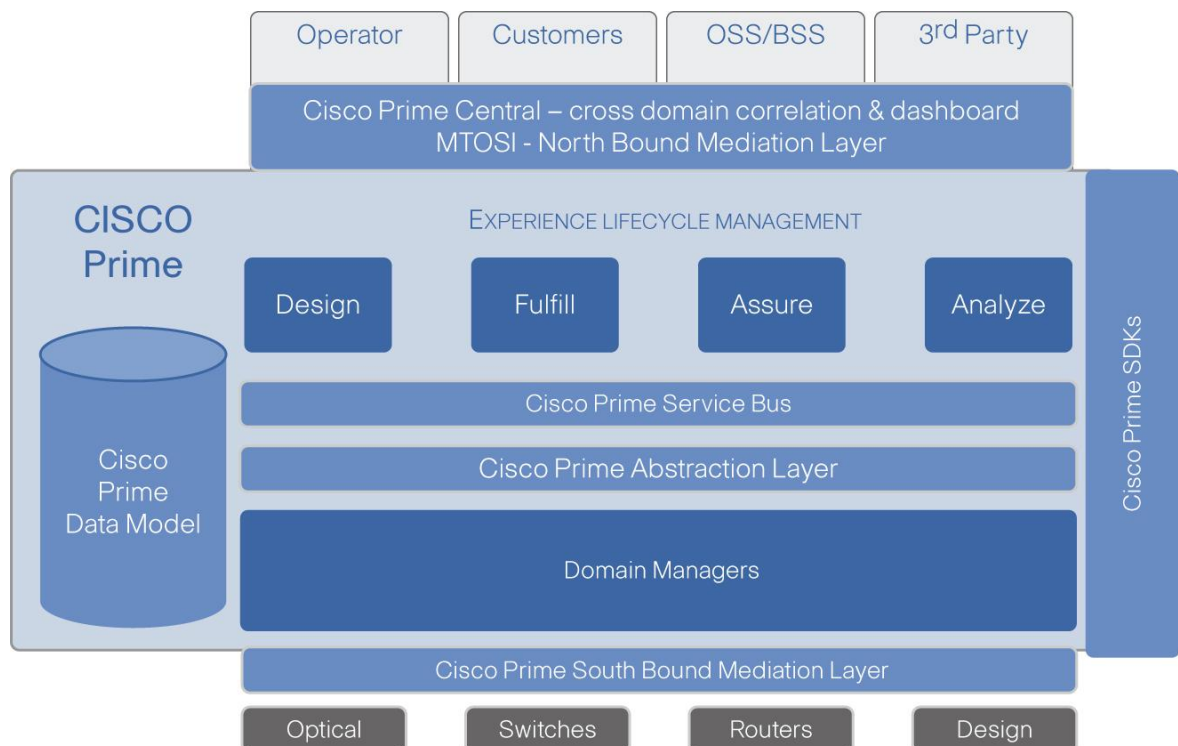 Operator
Customers
OSS/BSS
3rd Party
Cisco Prime Central – cross domain correlation & dashboard
MTOSI - North Bound Mediation Layer
CISCO
Prime
EXPERIENCE LIFECYCLE MANAGEMENT
Design
Fulfill
Assure
Analyze
Cisco Prime Service Bus
Cisco Prime Abstraction Layer
Cisco
Prime
Data Model
Domain Managers
Cisco Prime SDKs
Cisco Prime South Bound Mediation Layer
Optical
Switches
Routers
Design